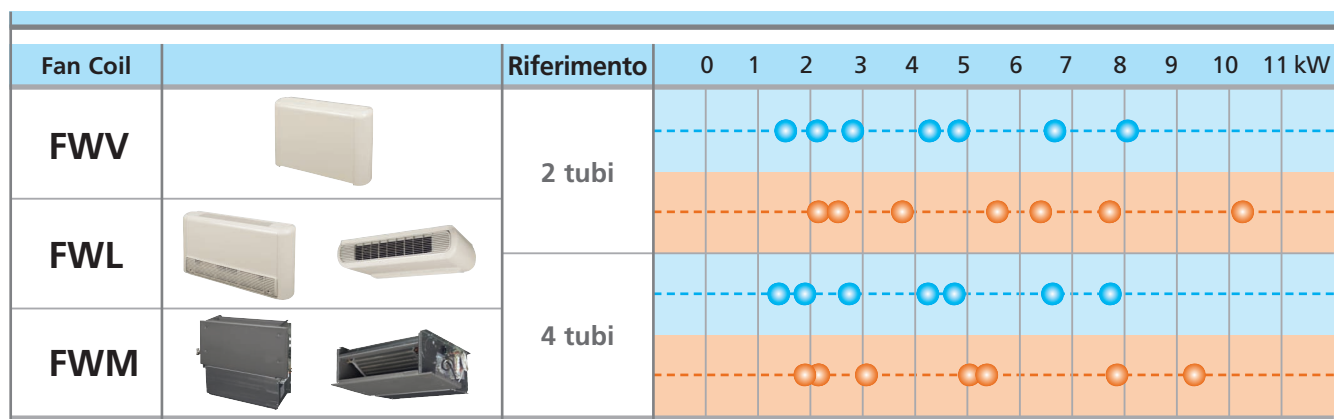 Fan Coil Riferimento 0 1 2 3 4 5 6 7 8 9 10 11 kW
FWV
2 tubi
FWL
4 tubi
FWM